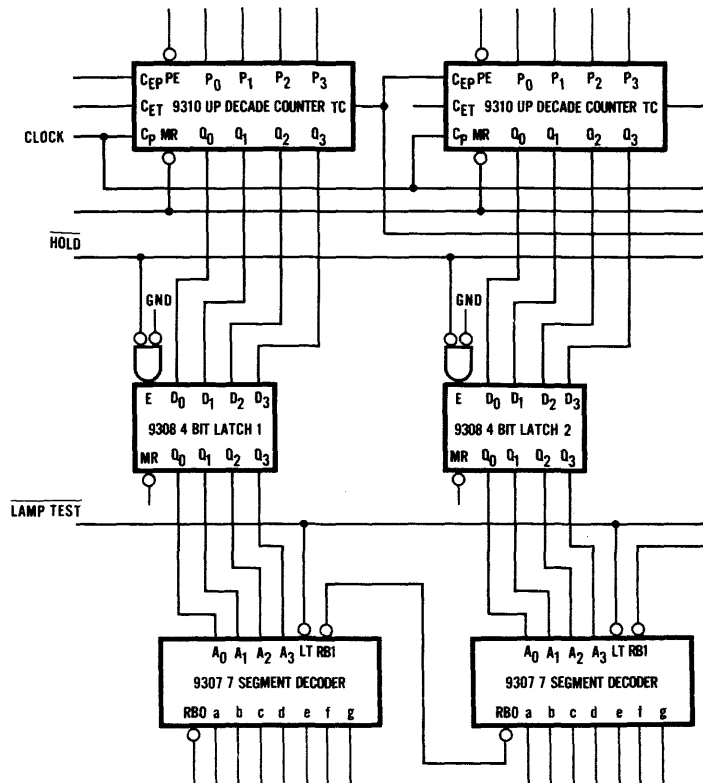 CEP PE P0 P1 P2 P3
CET 9310 UP DECADE COUNTER TC
CP MR Q0 Q1 Q2 Q3
CEP PE P0 P1 P2 P3
CET 9310 UP DECADE COUNTER TC
CP MR Q0 Q1 Q2 Q3
CLOCK
HOLD
GND
GND
E D0 D1 D2 D3
9308 4 BIT LATCH 1
MR Q0 Q1 Q2 Q3
E D0 D1 D2 D3
9308 4 BIT LATCH 2
MR Q0 Q1 Q2 Q3
LAMP TEST
A0 A1 A2 A3 LT RB1
9307 7 SEGMENT DECODER
RBO a b c d e f g
A0 A1 A2 A3 LT RB1
9307 7 SEGMENT DECODER
RBO a b c d e f g